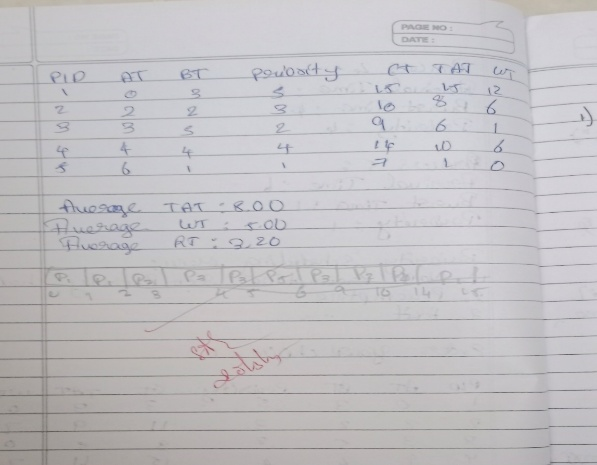 PAGE NO :
DATE :
PID AT BT Priority CT TAT WT
1 0 3 5 15 15 12
2 2 2 3 10 8 6
3 3 5 2 9 6 1
4 4 4 4 14 10 6
5 6 1 1 7 1 0
Average TAT : 8.00
Average WT : 5.00
Average RT : 3.20
P1 P1 P2 P3 P3 P5 P3 P2 P1
0 1 2 3 4 5 6 9 10 14 15
1)